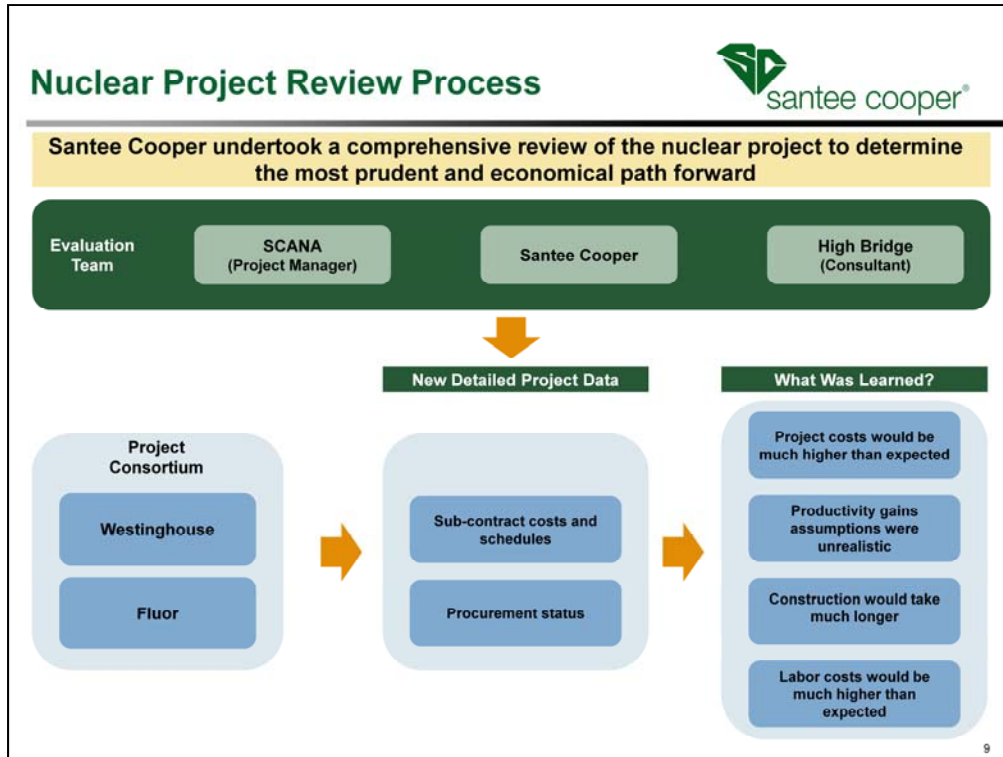 Nuclear Project Review Process
SC
santee cooper®
Santee Cooper undertook a comprehensive review of the nuclear project to determine
the most prudent and economical path forward
Evaluation
Team
SCANA
(Project Manager)
Santee Cooper
High Bridge
(Consultant)
Project
Consortium
Westinghouse
Fluor
New Detailed Project Data
Sub-contract costs and
schedules
Procurement status
What Was Learned?
Project costs would be
much higher than expected
Productivity gains
assumptions were
unrealistic
Construction would take
much longer
Labor costs would be
much higher than
expected
9